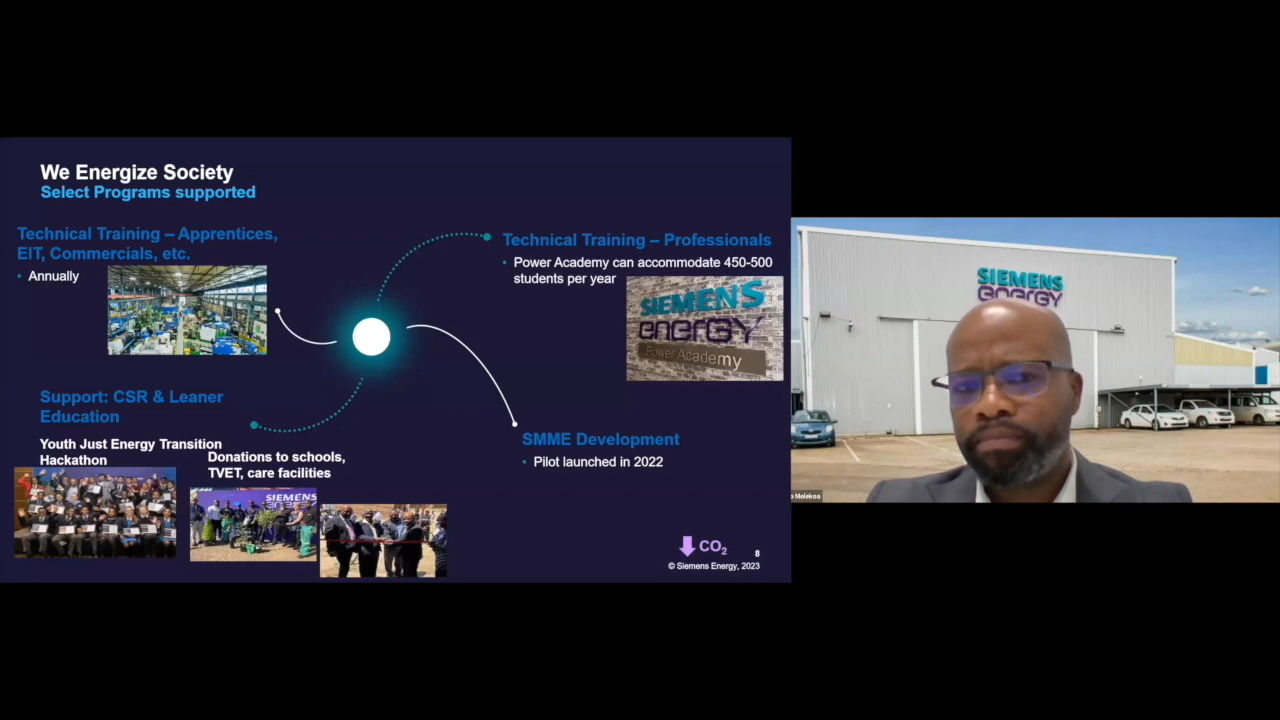 We Energize Society
Select Programs supported
Technical Training – Apprentices,
EIT, Commercials, etc.
• Annually
Technical Training – Professionals
• Power Academy can accommodate 450-500
students per year
SIEMENS
energy
Power Academy
Support: CSR & Leaner
Education
Youth Just Energy Transition
Hackathon
Donations to schools,
TVET, care facilities
SIEMENS
energy
SMME Development
• Pilot launched in 2022
CO2
8
© Siemens Energy, 2023
SIEMENS
energy
o Molekoa